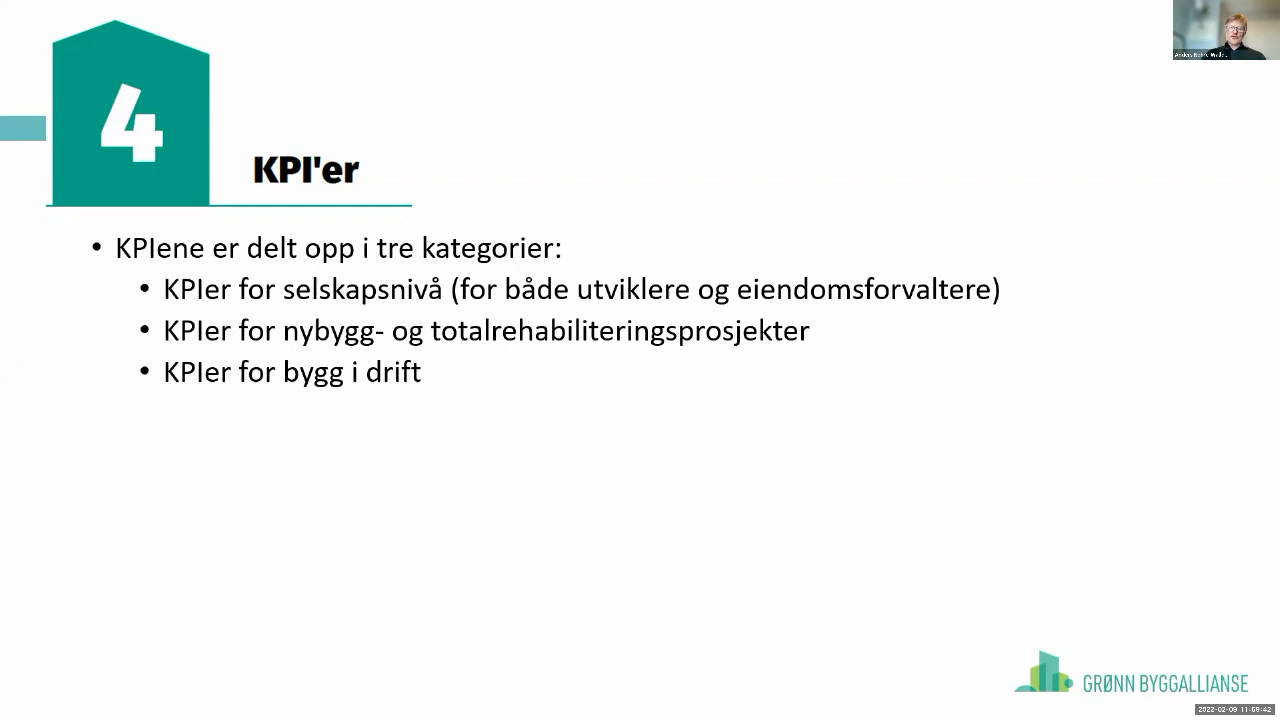 4
KPI'er
• KPIene er delt opp i tre kategorier:
• KPIer for selskapsnivå (for både utviklere og eiendomsforvaltere)
• KPIer for nybygg- og totalrehabiliteringsprosjekter
• KPIer for bygg i drift
GRØNN BYGGALLIANSE
2022-02-09 11:59:42